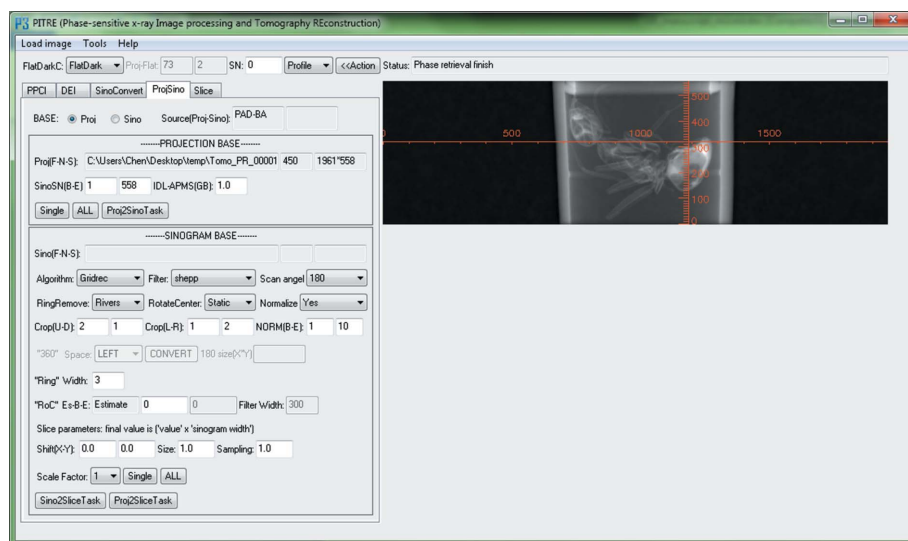 P3 PITRE (Phase-sensitive x-ray Image processing and Tomography REconstruction)
Load image Tools Help
FlatDarkC: FlatDark Proj-Flat: 73 2 SN: 0 Profile <<Action Status: Phase retrieval finish
PPCI DEI SinoConvert ProjSino Slice
BASE: Proj Sino Source(Proj-Sino): PAD-BA
--------PROJECTION BASE--------
Proj(F-N-S): C:\Users\Chen\Desktop\temp\Tomo_PR_00001 450 1961*558
SinoSN(B-E) 1 558 IDL-APMS(GB): 1.0
Single ALL Proj2SinoTask
--------SINOGRAM BASE--------
Sino(F-N-S):
Algorithm: Gridrec Filter: shepp Scan angel 180
RingRemove: Rivers RotateCenter: Static Normalize Yes
Crop(U-D): 2 1 Crop(L-R): 1 2 NORM(B-E): 1 10
"360" Space: LEFT CONVERT 180 size(X*Y)
"Ring" Width: 3
"RoC" Es-B-E: Estimate 0 0 Filter Width: 300
Slice parameters: final value is ('value' x 'sinogram width')
Shift(X-Y): 0.0 0.0 Size: 1.0 Sampling: 1.0
Scale Factor: 1 Single ALL
Sino2SliceTask Proj2SliceTask
500
400
0 500 1000 1500
300
200
100
0